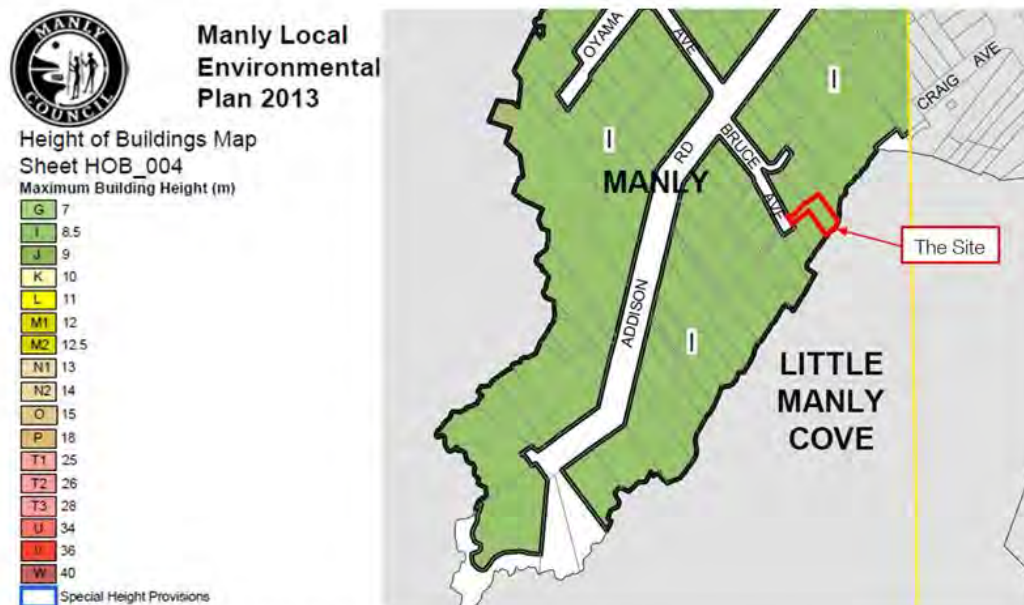 MANLY
COUNCIL
Manly Local
Environmental
Plan 2013
Height of Buildings Map
Sheet HOB_004
Maximum Building Height (m)
G 7
I 8.5
J 9
K 10
L 11
M1 12
M2 12.5
N1 13
N2 14
O 15
P 18
T1 25
T2 26
T3 28
U 34
36
W 40
Special Height Provisions
OYAMA
AVE
I
CRAIG AVE
I
BRUCE
AVE
RD
MANLY
The Site
ADDISON
I
LITTLE
MANLY
COVE